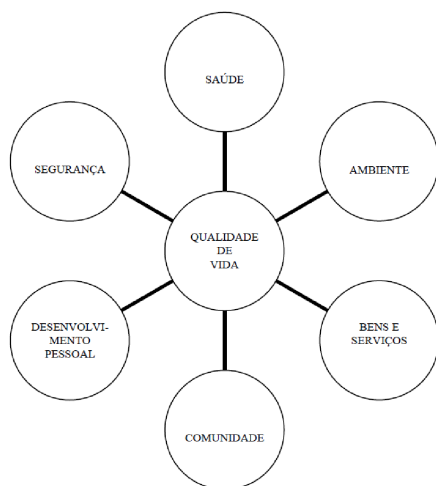 SAÚDE
SEGURANÇA
AMBIENTE
QUALIDADE
DE
VIDA
DESENVOLVI-
MENTO
PESSOAL
BENS E
SERVIÇOS
COMUNIDADE